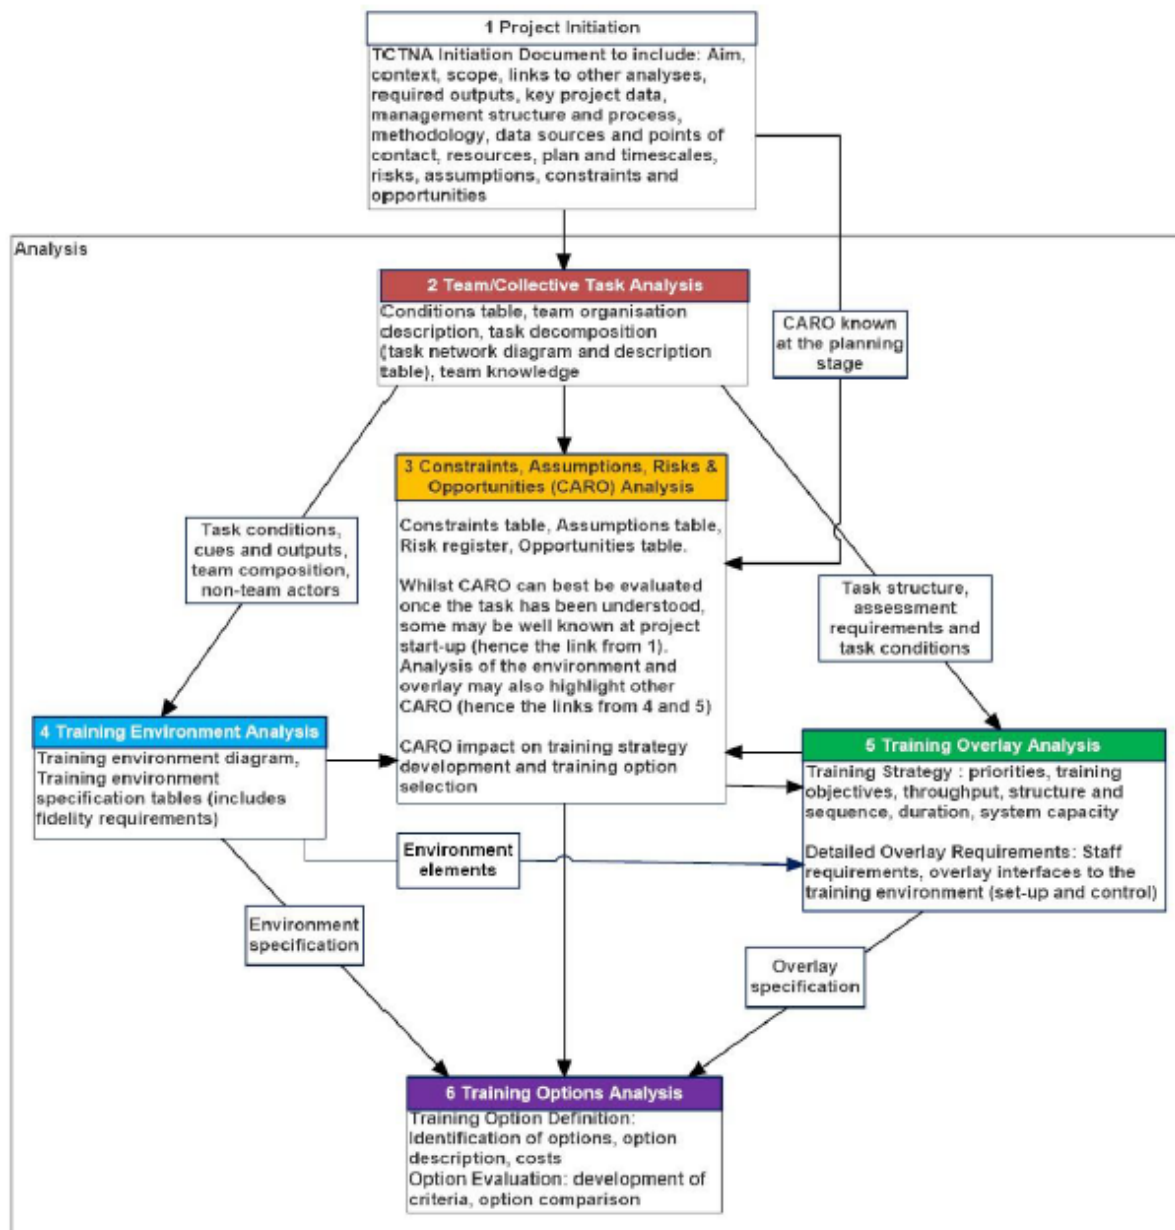 1 Project Initiation
TCTNA Initiation Document to include: Aim,
context, scope, links to other analyses,
required outputs, key project data,
management structure and process,
methodology, data sources and points of
contact, resources, plan and timescales,
risks, assumptions, constraints and
opportunities
Analysis
2 Team/Collective Task Analysis
Conditions table, team organisation
description, task decomposition
(task network diagram and description
table), team knowledge
CARO known
at the planning
stage
3 Constraints, Assumptions, Risks &
Opportunities (CARO) Analysis
Constraints table, Assumptions table,
Risk register, Opportunities table.
Whilst CARO can best be evaluated
once the task has been understood,
some may be well known at project
start-up (hence the link from 1).
Analysis of the environment and
overlay may also highlight other
CARO (hence the links from 4 and 5)
CARO impact on training strategy
development and training option
selection
Task conditions,
cues and outputs,
team composition,
non-team actors
Task structure,
assessment
requirements and
task conditions
4 Training Environment Analysis
Training environment diagram,
Training environment
specification tables (includes
fidelity requirements)
5 Training Overlay Analysis
Training Strategy : priorities, training
objectives, throughput, structure and
sequence, duration, system capacity
Detailed Overlay Requirements: Staff
requirements, overlay interfaces to the
training environment (set-up and control)
Environment
elements
Environment
specification
Overlay
specification
6 Training Options Analysis
Training Option Definition:
Identification of options, option
description, costs
Option Evaluation: development of
criteria, option comparison